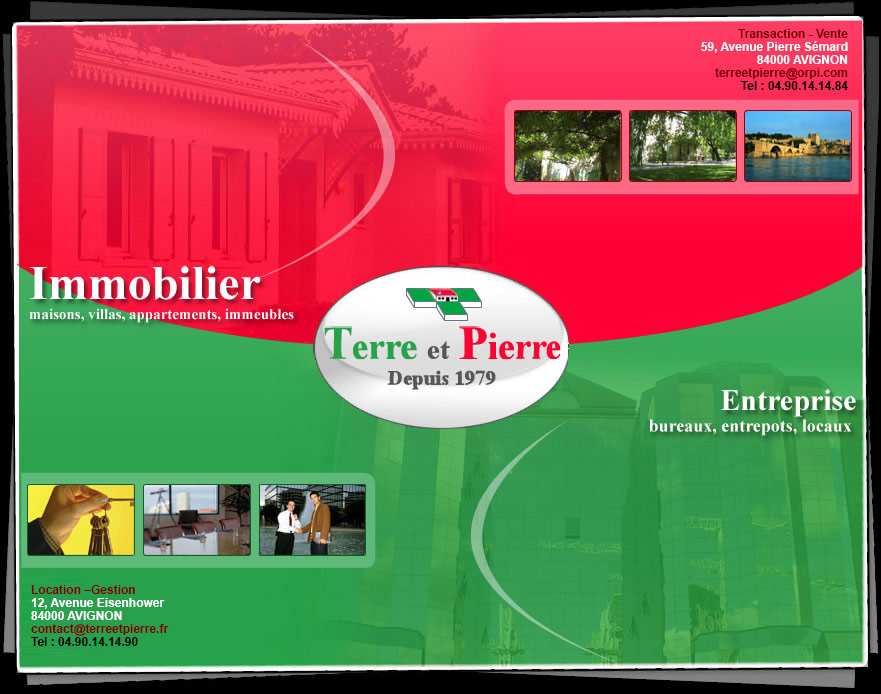 Transaction - Vente
59, Avenue Pierre Sémard
84000 AVIGNON
terreetpierre@orpi.com
Tel : 04.90.14.14.84
Immobilier
maisons, villas, appartements, immeubles
Terre et Pierre
Depuis 1979
Entreprise
bureaux, entrepots, locaux
Location –Gestion
12, Avenue Eisenhower
84000 AVIGNON
contact@terreetpierre.fr
Tel : 04.90.14.14.90